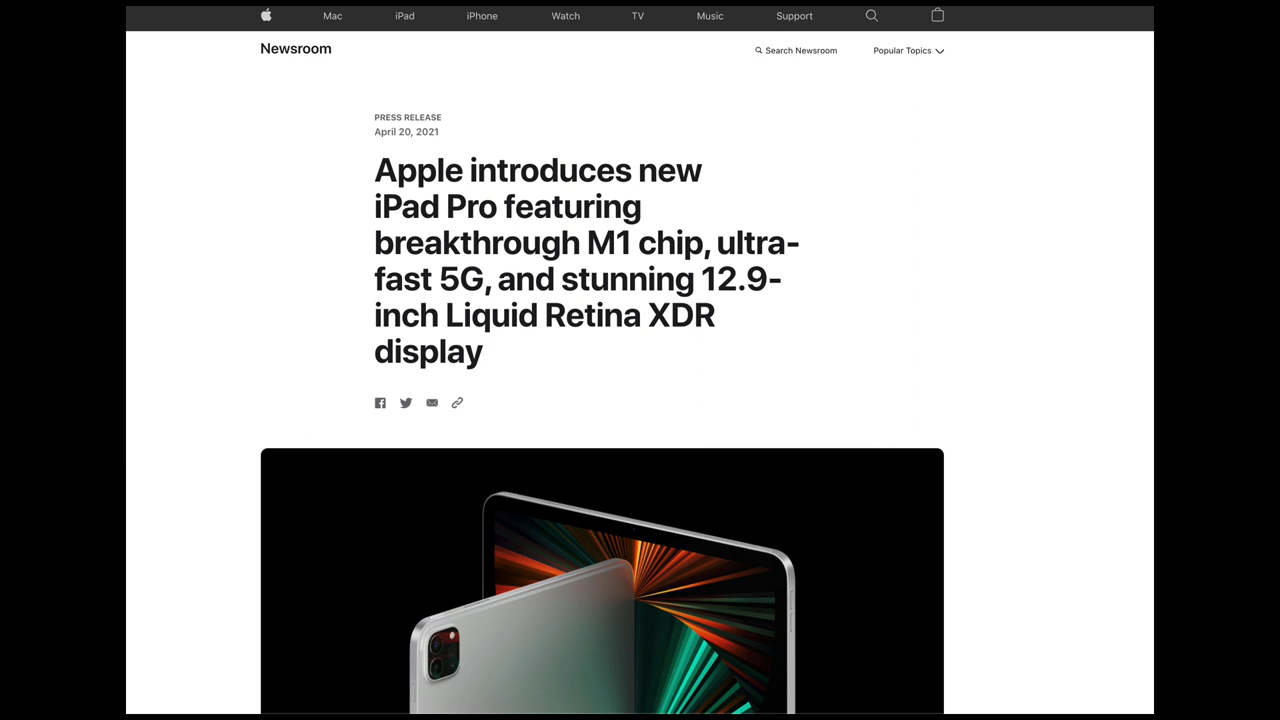 Mac iPad iPhone Watch TV Music Support
Newsroom
Search Newsroom
Popular Topics
PRESS RELEASE
April 20, 2021
Apple introduces new
iPad Pro featuring
breakthrough M1 chip, ultra-
fast 5G, and stunning 12.9-
inch Liquid Retina XDR
display